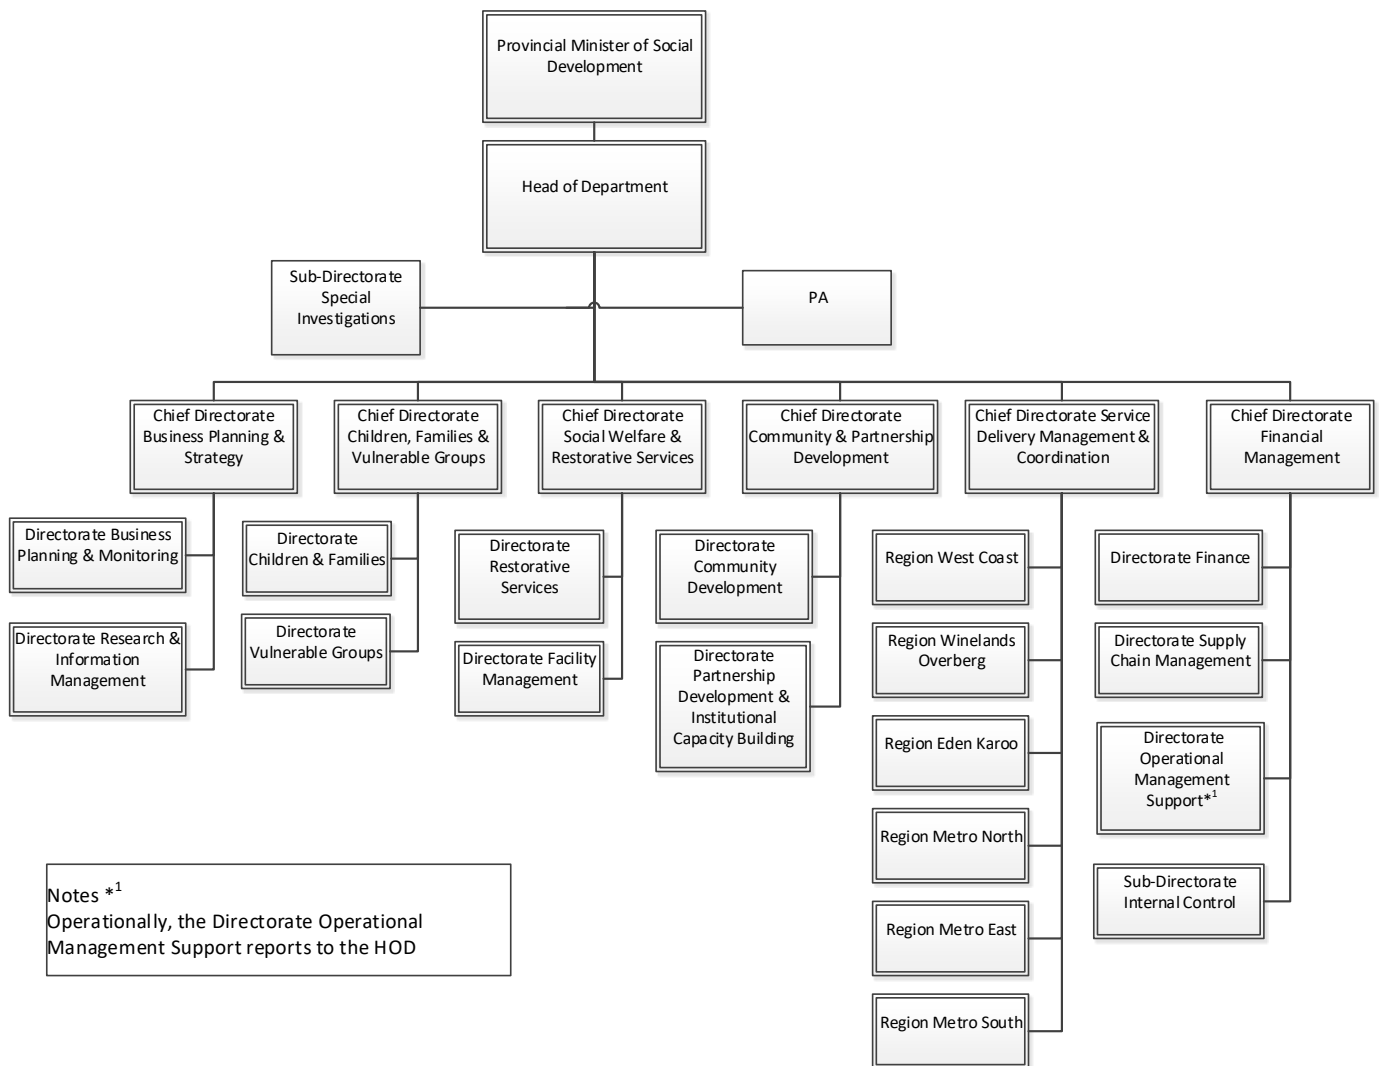 Provincial Minister of Social
Development
Head of Department
Sub-Directorate
Special
Investigations
PA
Chief Directorate
Business Planning &
Strategy
Chief Directorate
Children, Families &
Vulnerable Groups
Chief Directorate
Social Welfare &
Restorative Services
Chief Directorate
Community & Partnership
Development
Chief Directorate Service
Delivery Management &
Coordination
Chief Directorate
Financial
Management
Directorate Business
Planning & Monitoring
Directorate Research &
Information
Management
Directorate
Children & Families
Directorate
Vulnerable Groups
Directorate
Restorative
Services
Directorate Facility
Management
Directorate
Community
Development
Directorate
Partnership
Development &
Institutional
Capacity Building
Region West Coast
Region Winelands
Overberg
Region Eden Karoo
Region Metro North
Region Metro East
Region Metro South
Directorate Finance
Directorate Supply
Chain Management
Directorate
Operational
Management
Support*1
Sub-Directorate
Internal Control
Notes *1
Operationally, the Directorate Operational
Management Support reports to the HOD